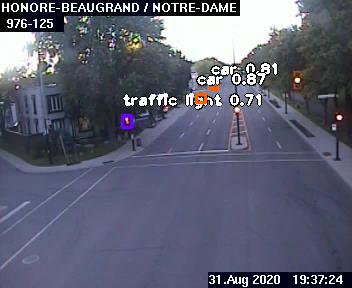 HONORE-BEAUGRAND / NOTRE-DAME
976-125
car 0.81
car 0.87
traffic light 0.71
31.Aug 2020 19:37:24